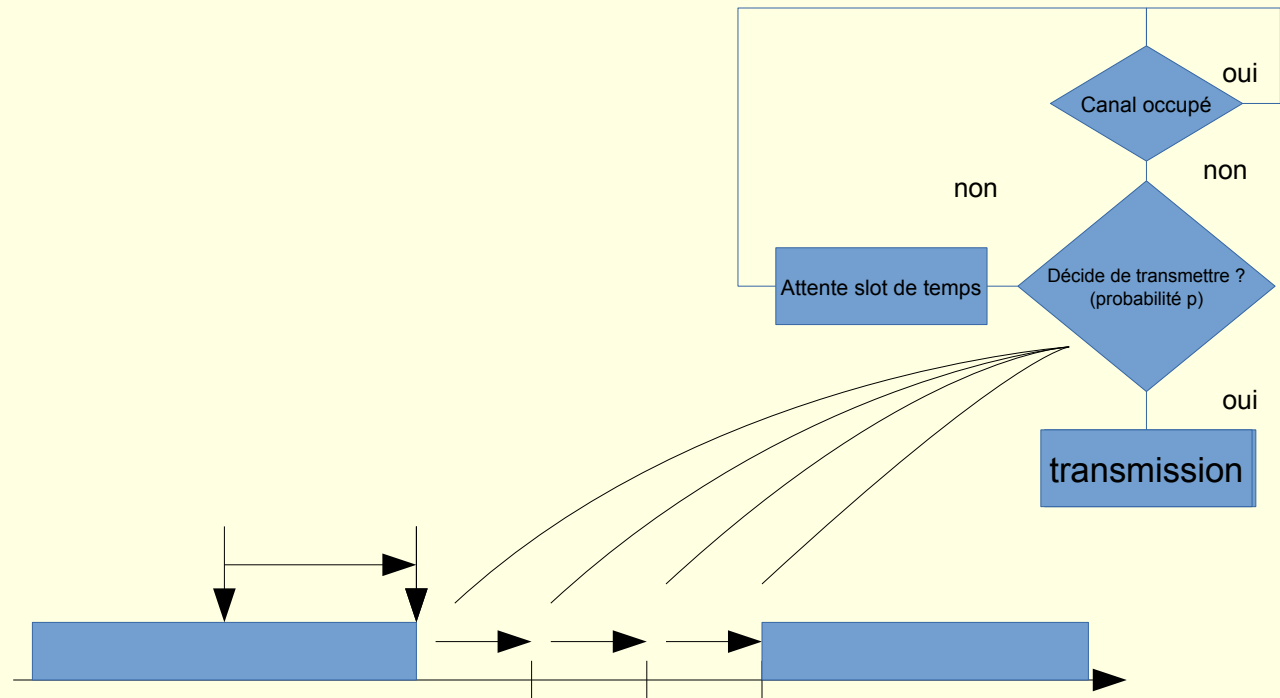 oui
Canal occupé
non
non
Décide de transmettre ?
(probabilité p)
Attente slot de temps
oui
transmission